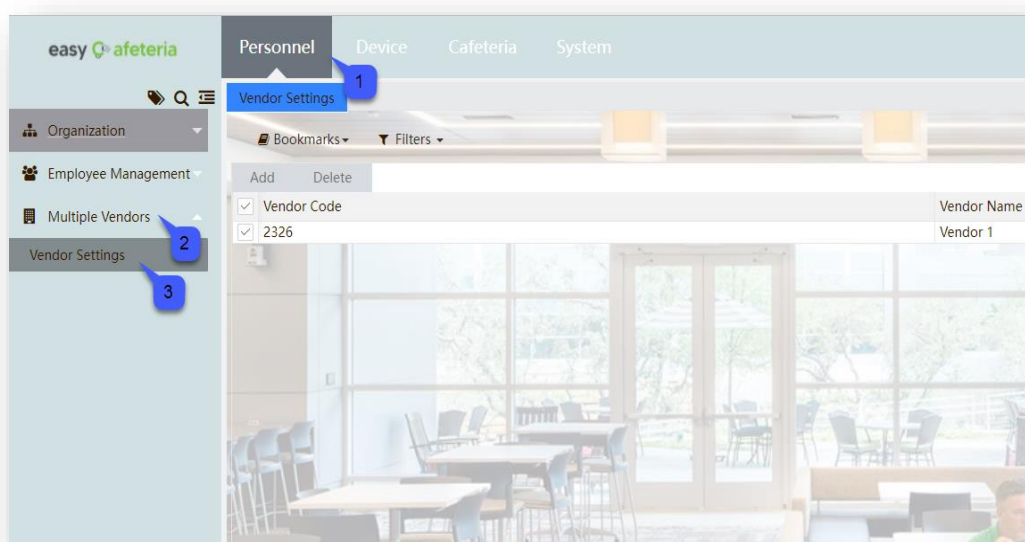 easy Cafeteria
Personnel Device Cafeteria System
1
Vendor Settings
Organization
Bookmarks Filters
Employee Management
Add Delete
Vendor Code Vendor Name
Multiple Vendors
2
2326 Vendor 1
Vendor Settings
3